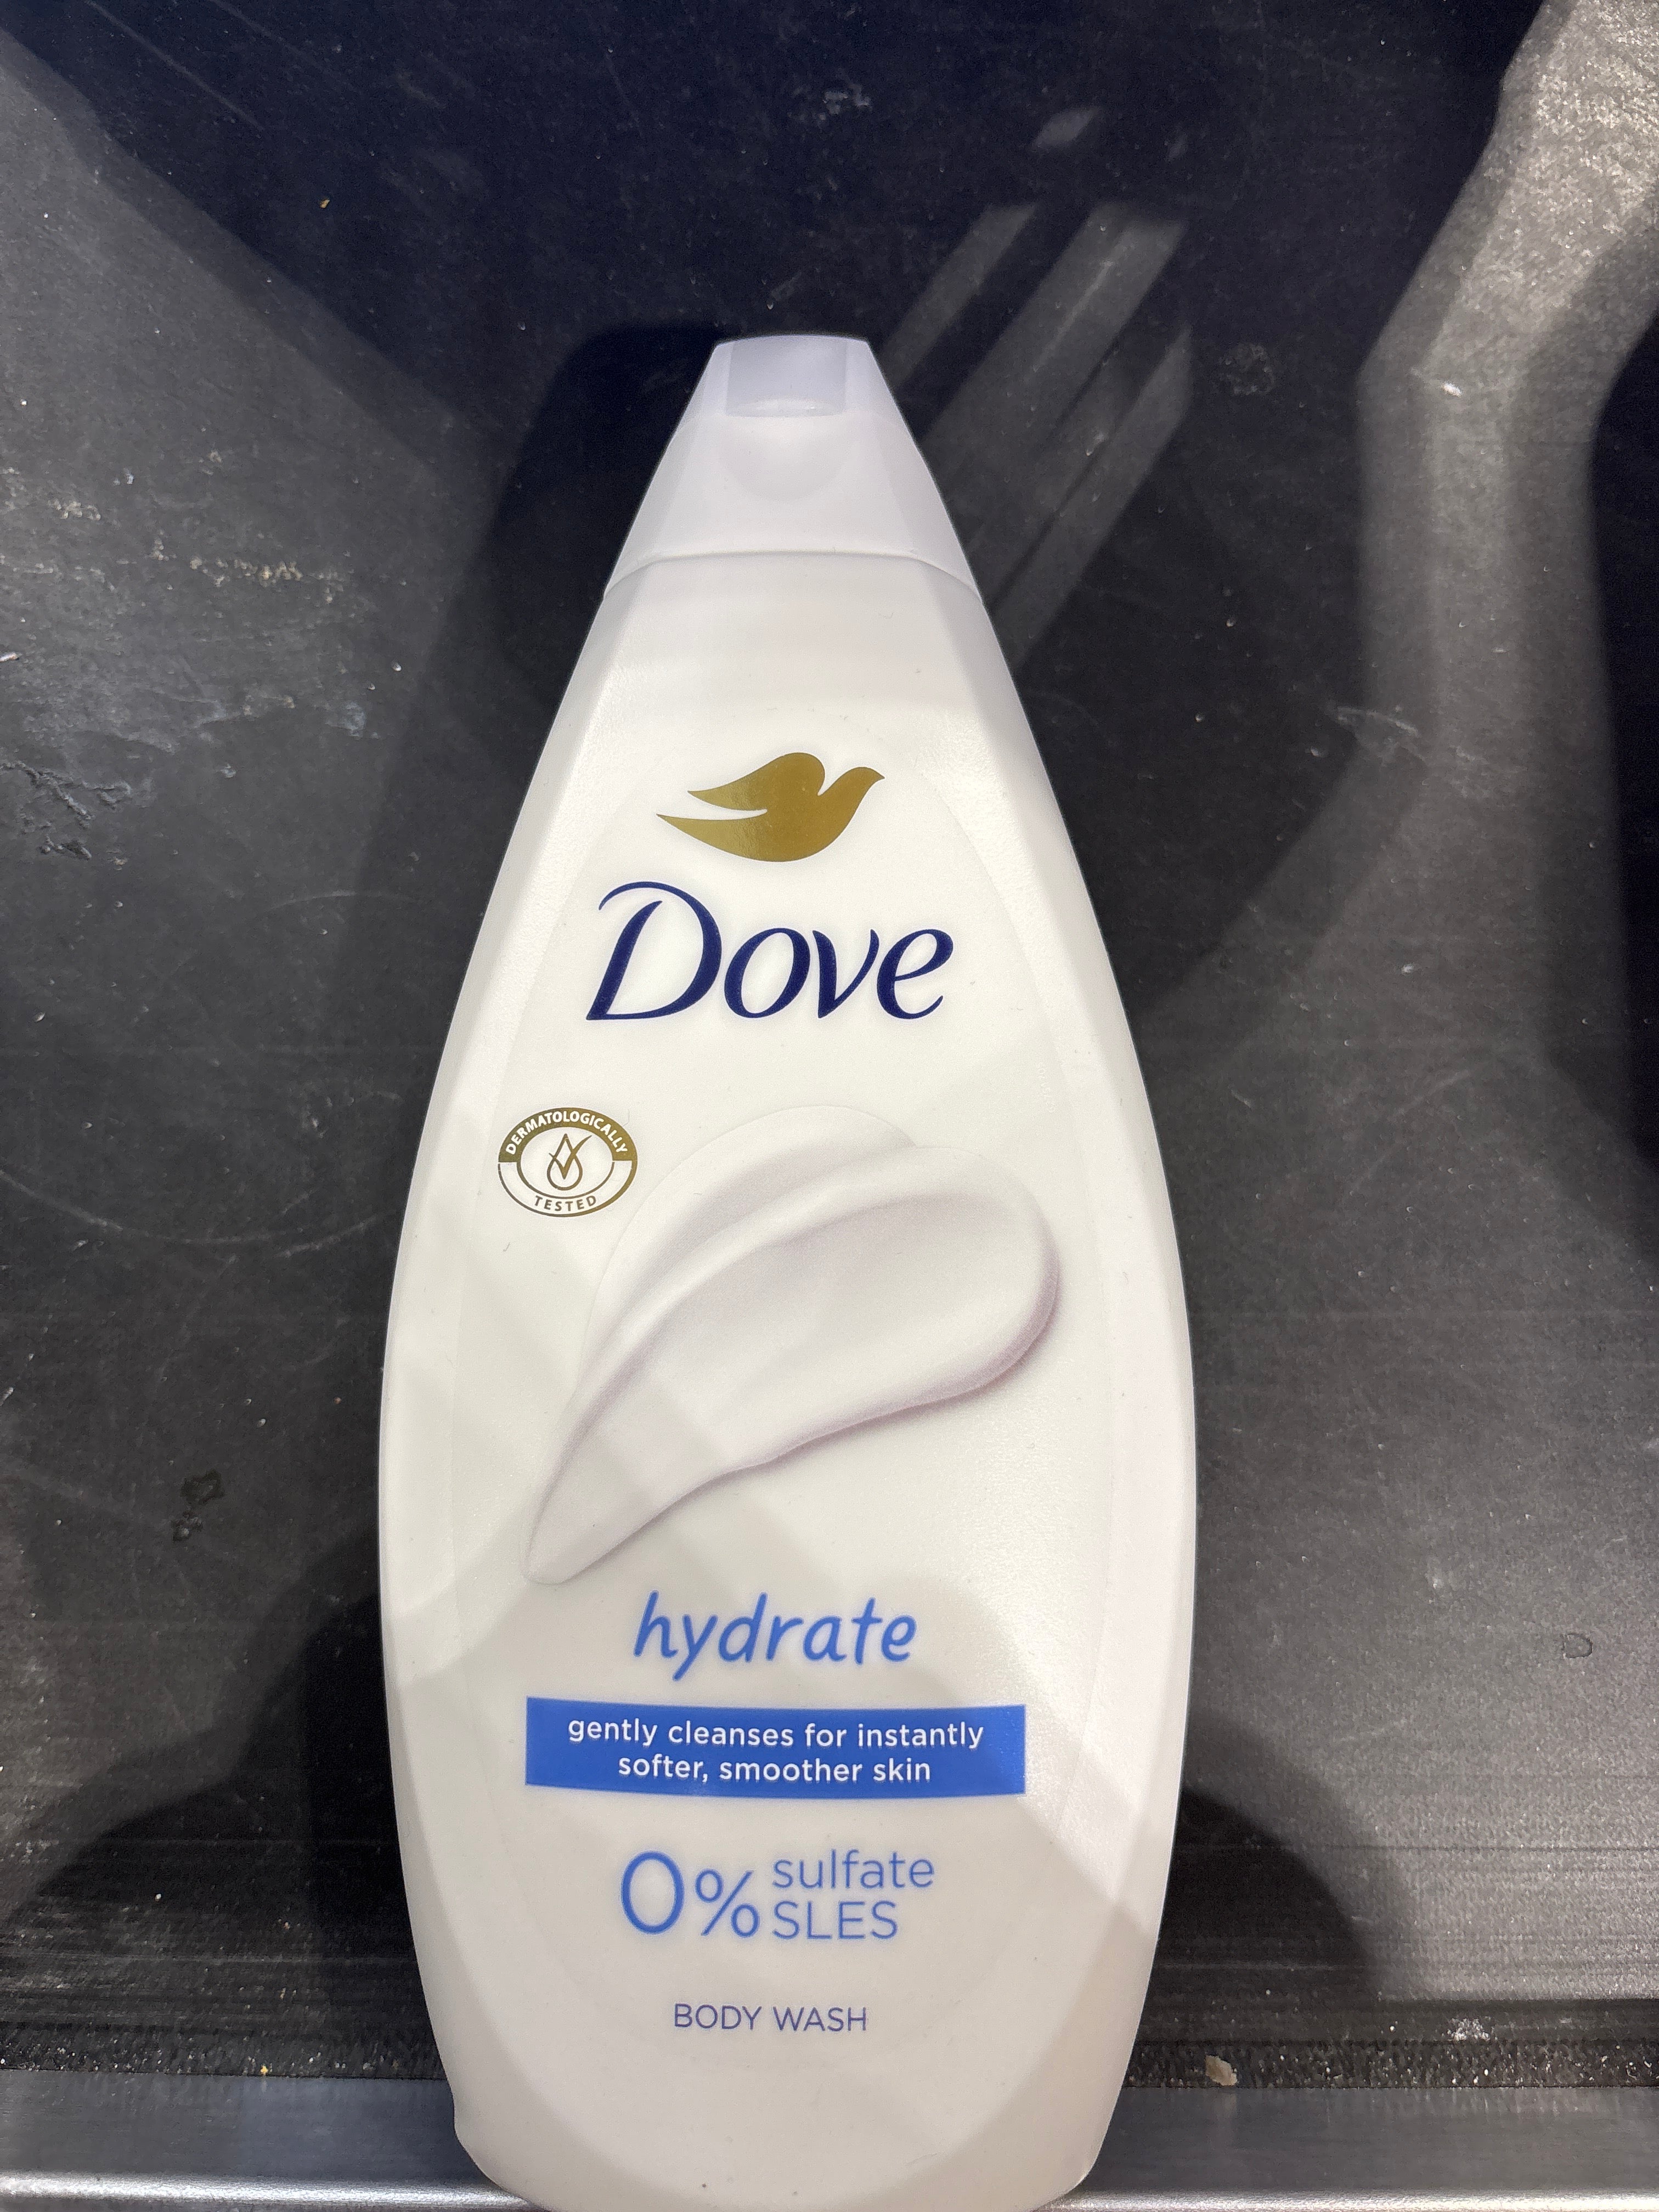 Dove
DERMATOLOGICALLY
TESTED
hydrate
gently cleanses for instantly
softer, smoother skin
0% sulfate
SLES
BODY WASH